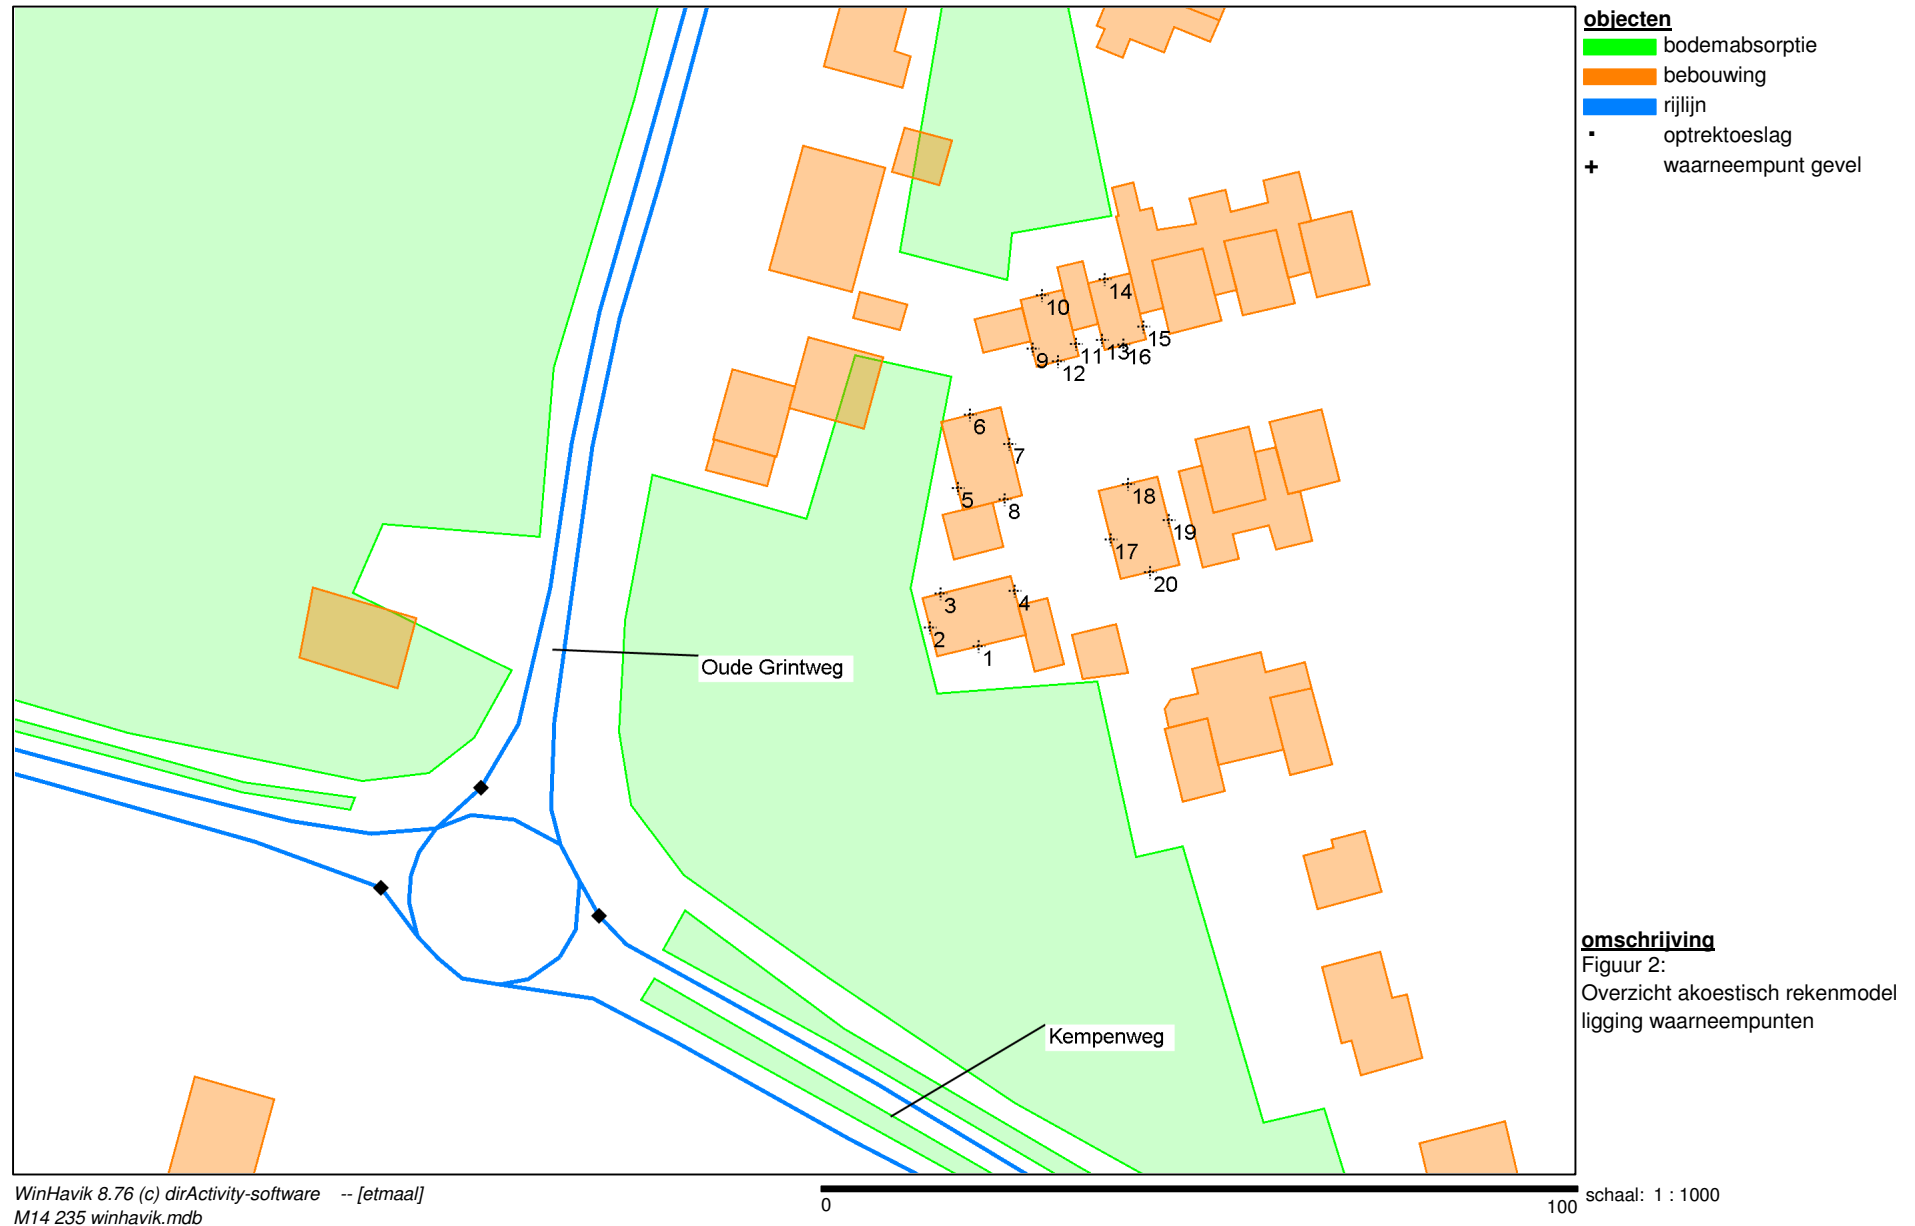 objecten
bodemabsorptie
bebouwing
rijlijn
optrektoeslag
waarneempunt gevel
10
14
15
9
11
13
16
12
6
7
5
8
18
19
17
20
3
4
2
1
Oude Grintweg
Kempenweg
omschrijving
Figuur 2:
Overzicht akoestisch rekenmodel
ligging waarneempunten
WinHavik 8.76 (c) dirActivity-software -- [etmaal]
M14 235 winhavik.mdb
0
100
schaal: 1 : 1000